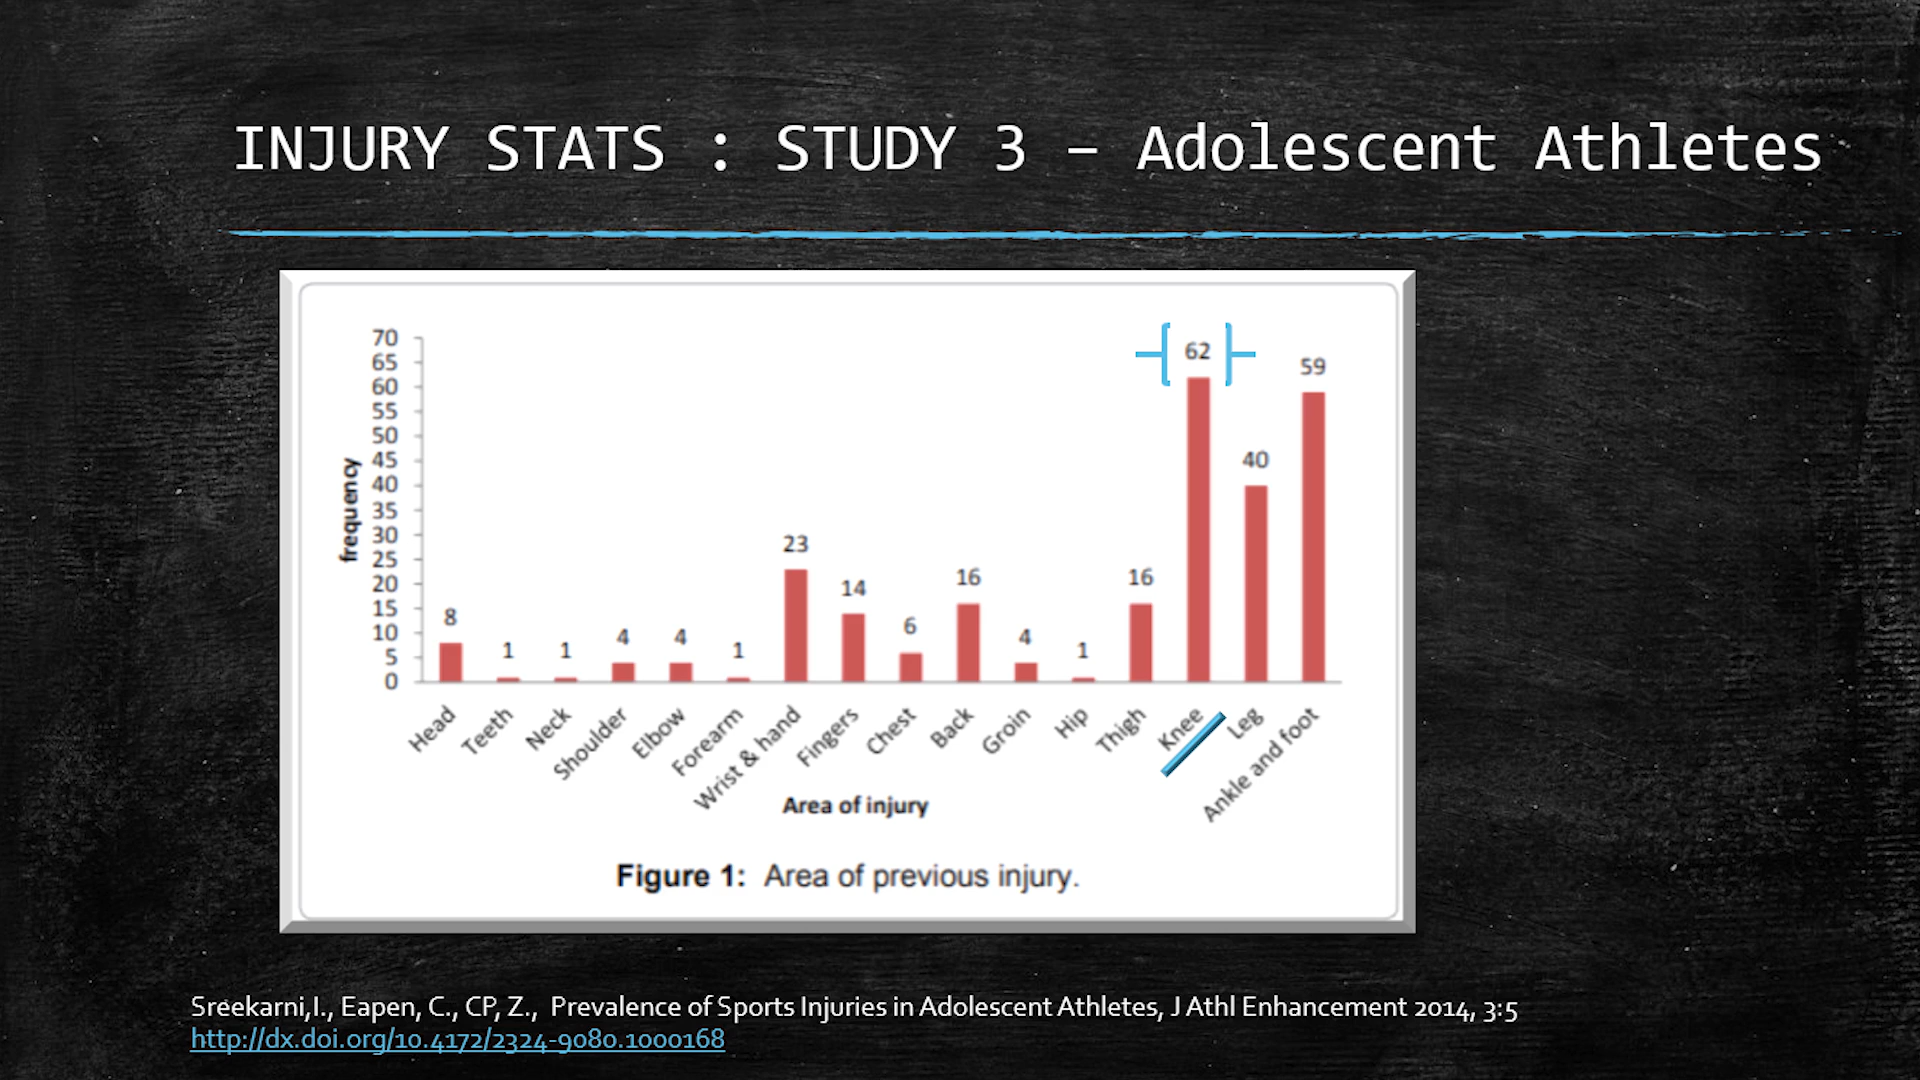 INJURY STATS : STUDY 3 – Adolescent Athletes
70
65
60
55
50
45
40
35
30
25
20
15
10
5
0
frequency
8
1
1
4
4
1
23
14
6
16
4
1
16
62
40
59
Head
Teeth
Neck
Shoulder
Elbow
Forearm
Wrist & hand
Fingers
Chest
Back
Groin
Hip
Thigh
Knee
Leg
Ankle and foot
Area of injury
Figure 1: Area of previous injury.
Sreekarni,I., Eapen, C., CP, Z., Prevalence of Sports Injuries in Adolescent Athletes, J Athl Enhancement 2014, 3:5
http://dx.doi.org/10.4172/2324-9080.1000168